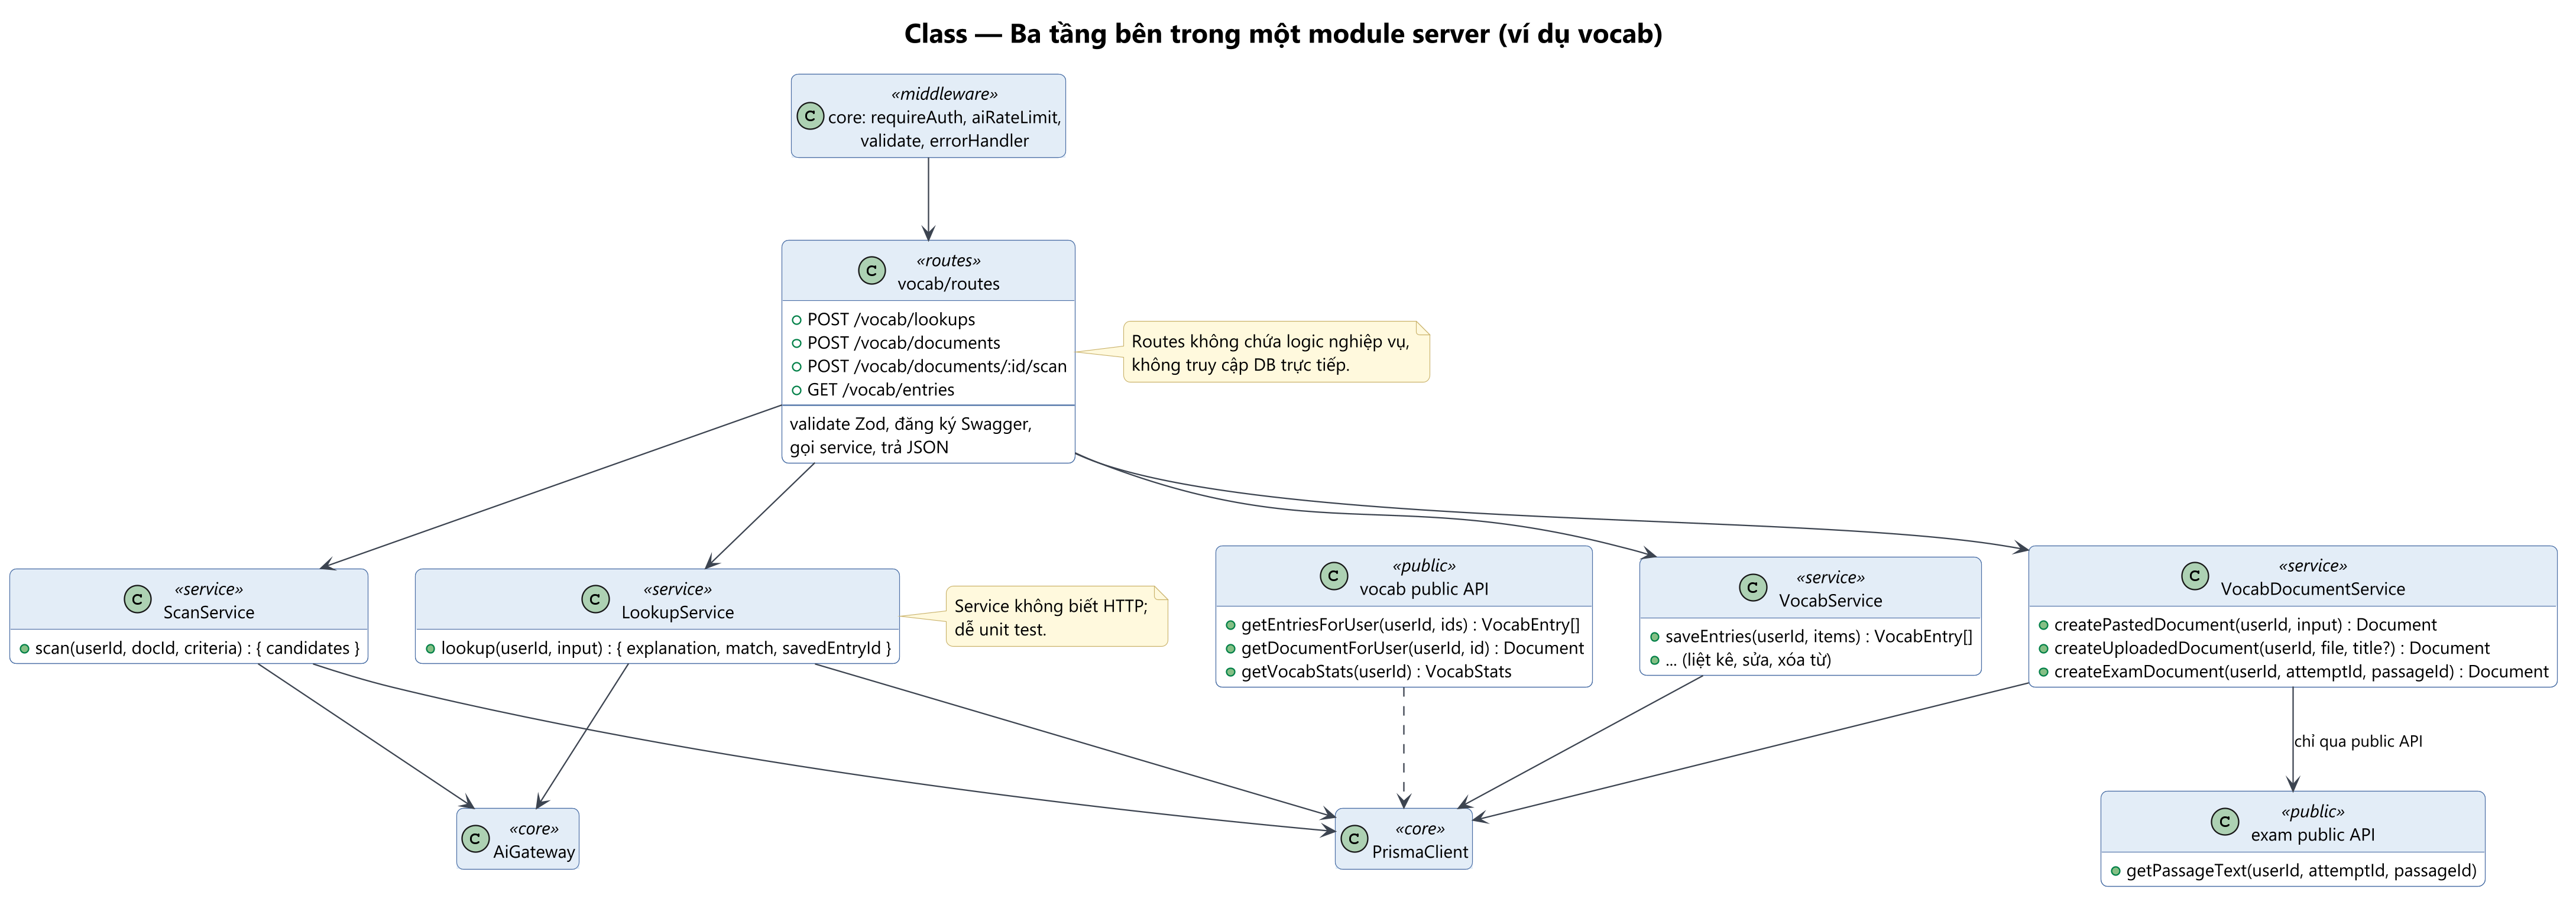 Class — Ba tầng bên trong một module server (ví dụ vocab)
«middleware»
C
core: requireAuth, aiRateLimit,
validate, errorHandler
«routes»
C
vocab/routes
POST /vocab/lookups
POST /vocab/documents
POST /vocab/documents/:id/scan
GET /vocab/entries
validate Zod, đăng ký Swagger,
gọi service, trả JSON
Routes không chứa logic nghiệp vụ,
không truy cập DB trực tiếp.
«service»
C
ScanService
scan(userId, docId, criteria) : { candidates }
«service»
C
LookupService
lookup(userId, input) : { explanation, match, savedEntryId }
Service không biết HTTP;
dễ unit test.
«public»
C
vocab public API
getEntriesForUser(userId, ids) : VocabEntry[]
getDocumentForUser(userId, id) : Document
getVocabStats(userId) : VocabStats
«service»
C
VocabService
saveEntries(userId, items) : VocabEntry[]
... (liệt kê, sửa, xóa từ)
«service»
C
VocabDocumentService
createPastedDocument(userId, input) : Document
createUploadedDocument(userId, file, title?) : Document
createExamDocument(userId, attemptId, passageId) : Document
chỉ qua public API
«core»
C
AiGateway
«core»
C
PrismaClient
«public»
C
exam public API
getPassageText(userId, attemptId, passageId)